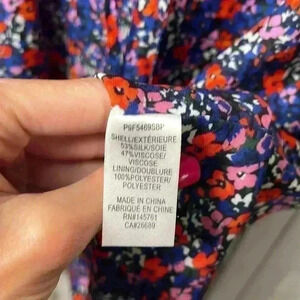 P9F5469SBP
SHELL/EXTÉRIEURE
53%SILK/SOIE
47%VISCOSE/
VISCOSE
LINING/DOUBLURE
100%POLYESTER/
POLYESTER
MADE IN CHINA
FABRIQUÉ EN CHINE
RN#145761
CA#26689